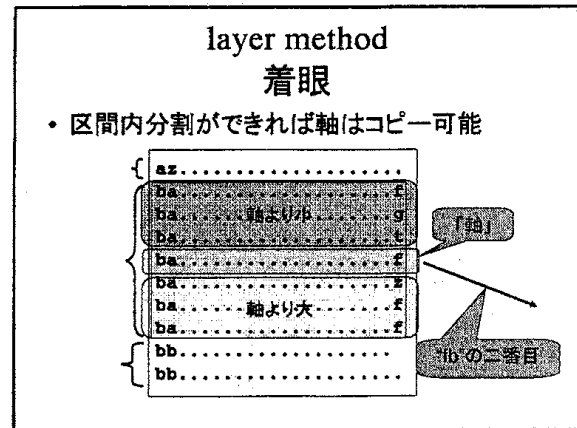 layer method
着眼
• 区間内分割ができれば軸はコピー可能
az....................
ba..................f
ba......軸より小......g
ba..................t
ba..................f
「軸」
ba..................z
ba......軸より大......f
ba..................f
bb..................
bb...................
"fb"の二番目